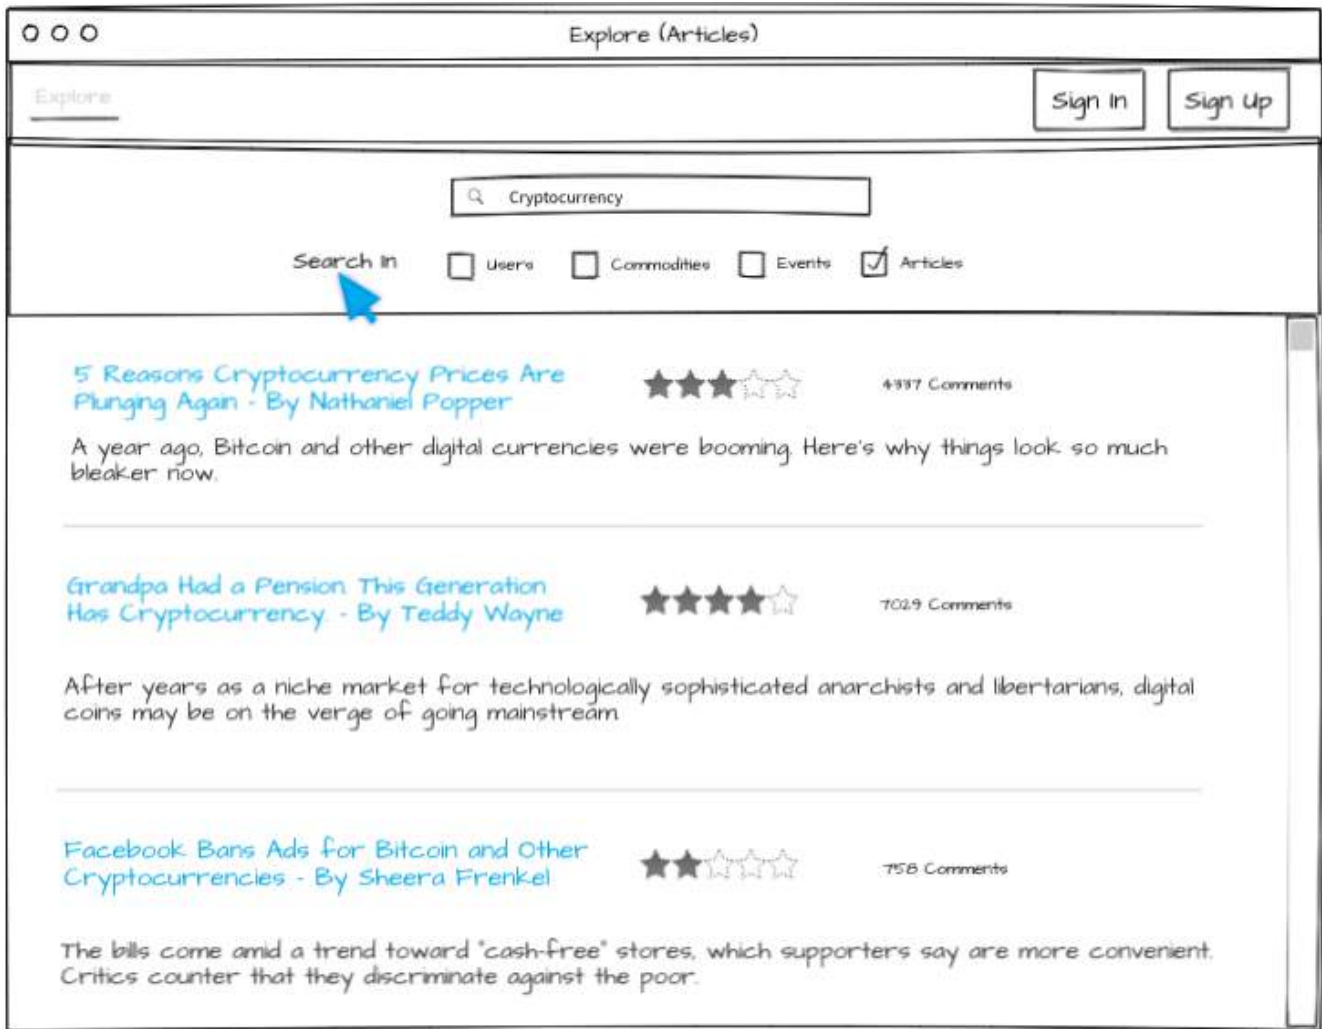 Explore (Articles)
Explore
Sign In
Sign Up
Cryptocurrency
Search In
Users
Commodities
Events
Articles
5 Reasons Cryptocurrency Prices Are
Plunging Again - By Nathaniel Popper
4337 Comments
A year ago, Bitcoin and other digital currencies were booming. Here's why things look so much
bleaker now.
Grandpa Had a Pension. This Generation
Has Cryptocurrency. - By Teddy Wayne
7029 Comments
After years as a niche market for technologically sophisticated anarchists and libertarians, digital
coins may be on the verge of going mainstream
Facebook Bans Ads for Bitcoin and Other
Cryptocurrencies - By Sheera Frenkel
Comments
The bills come amid a trend toward "cash-free" stores, which supporters say are more convenient.
Critics counter that they discriminate against the poor.